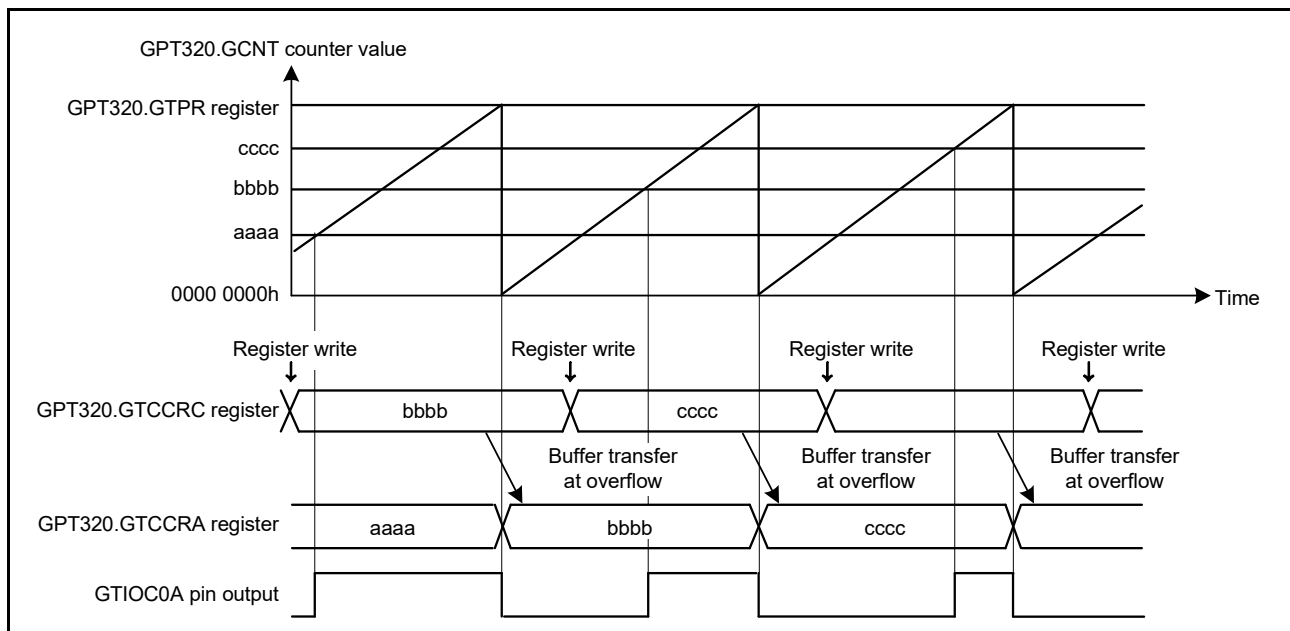 GPT320.GCNT counter value
GPT320.GTPR register
cccc
bbbb
aaaa
0000 0000h
Time
Register write
Register write
Register write
Register write
GPT320.GTCCRC register
bbbb
cccc
Buffer transfer
at overflow
Buffer transfer
at overflow
Buffer transfer
at overflow
GPT320.GTCCRA register
aaaa
bbbb
cccc
GTIOC0A pin output